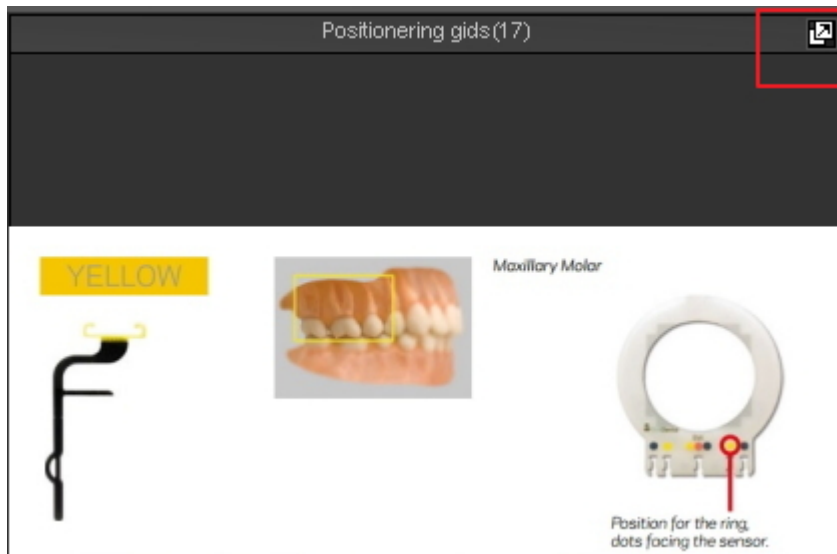 Positionering gids(17)
YELLOW
Maxillary Molar
Position for the ring,
dots facing the sensor.